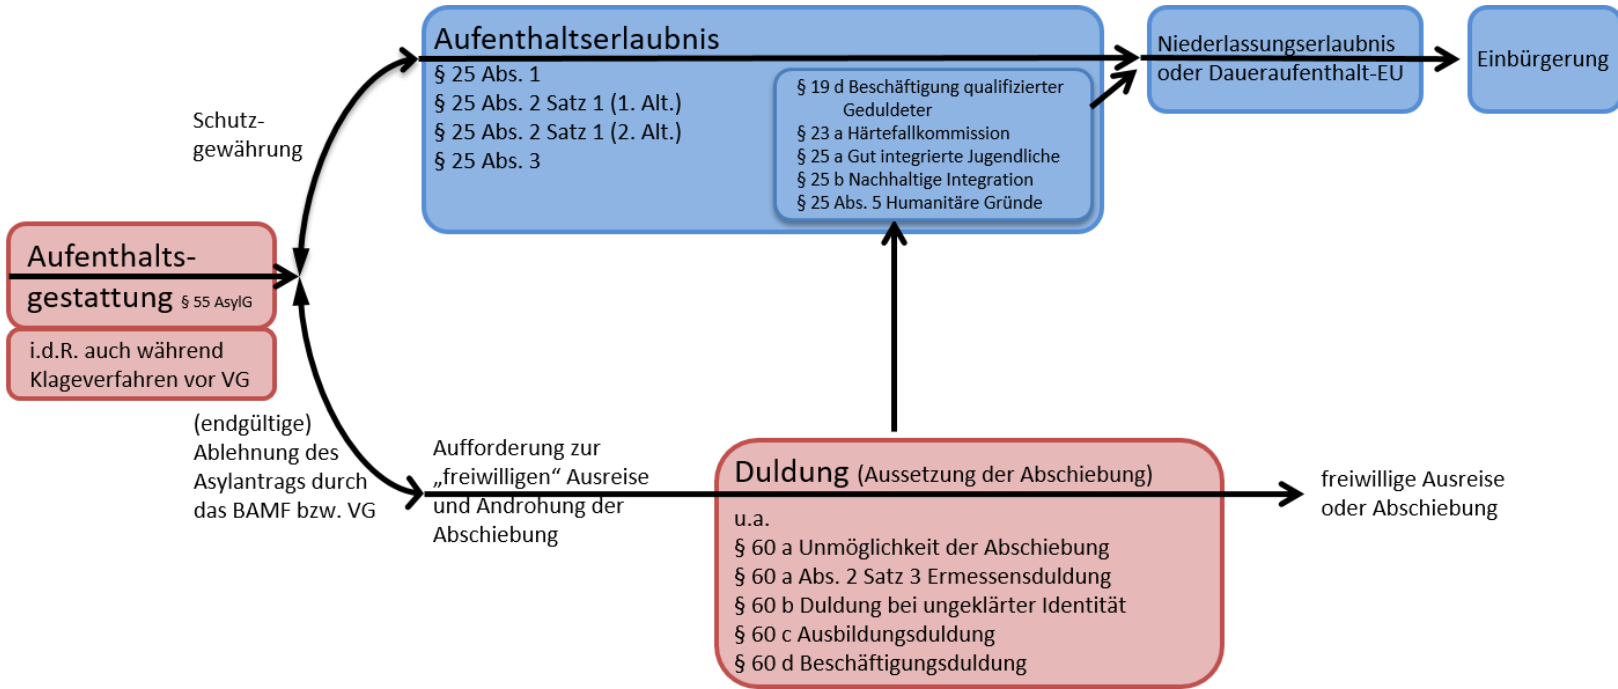 Aufenthalts-
gestattung § 55 AsylG
i.d.R. auch während
Klageverfahren vor VG
Schutz-
gewährung
(endgültige)
Ablehnung des
Asylantrags durch
das BAMF bzw. VG
Aufenthaltserlaubnis
§ 25 Abs. 1
§ 25 Abs. 2 Satz 1 (1. Alt.)
§ 25 Abs. 2 Satz 1 (2. Alt.)
§ 25 Abs. 3
§ 19 d Beschäftigung qualifizierter
Geduldeter
§ 23 a Härtefallkommission
§ 25 a Gut integrierte Jugendliche
§ 25 b Nachhaltige Integration
§ 25 Abs. 5 Humanitäre Gründe
Niederlassungserlaubnis
oder Daueraufenthalt-EU
Einbürgerung
Aufforderung zur
„freiwilligen“ Ausreise
und Androhung der
Abschiebung
Duldung (Aussetzung der Abschiebung)
u.a.
§ 60 a Unmöglichkeit der Abschiebung
§ 60 a Abs. 2 Satz 3 Ermessensduldung
§ 60 b Duldung bei ungeklärter Identität
§ 60 c Ausbildungsduldung
§ 60 d Beschäftigungsduldung
freiwillige Ausreise
oder Abschiebung